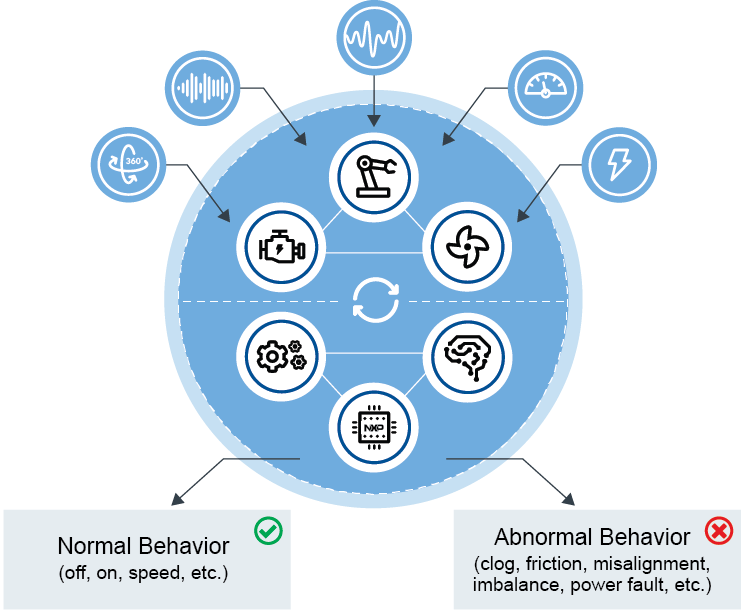 360°
NXP
Normal Behavior
(off, on, speed, etc.)
Abnormal Behavior
(clog, friction, misalignment,
imbalance, power fault, etc.)